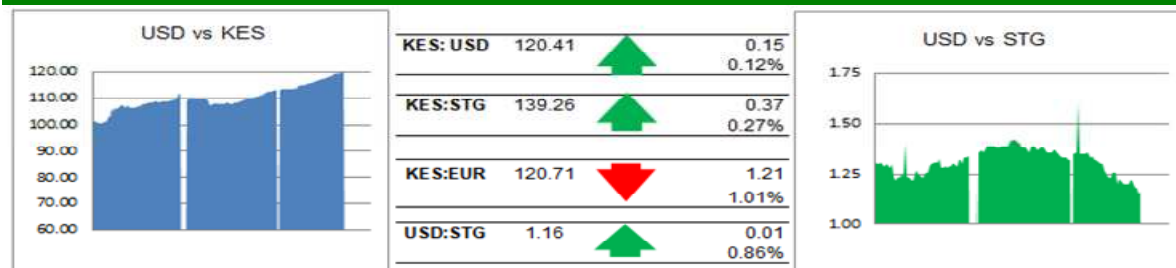 USD vs KES
120.00
110.00
100.00
90.00
80.00
70.00
60.00
KES: USD 120.41 0.15
0.12%
KES:STG 139.26 0.37
0.27%
KES:EUR 120.71 1.21
1.01%
USD:STG 1.16 0.01
0.86%
USD vs STG
1.75
1.50
1.25
1.00